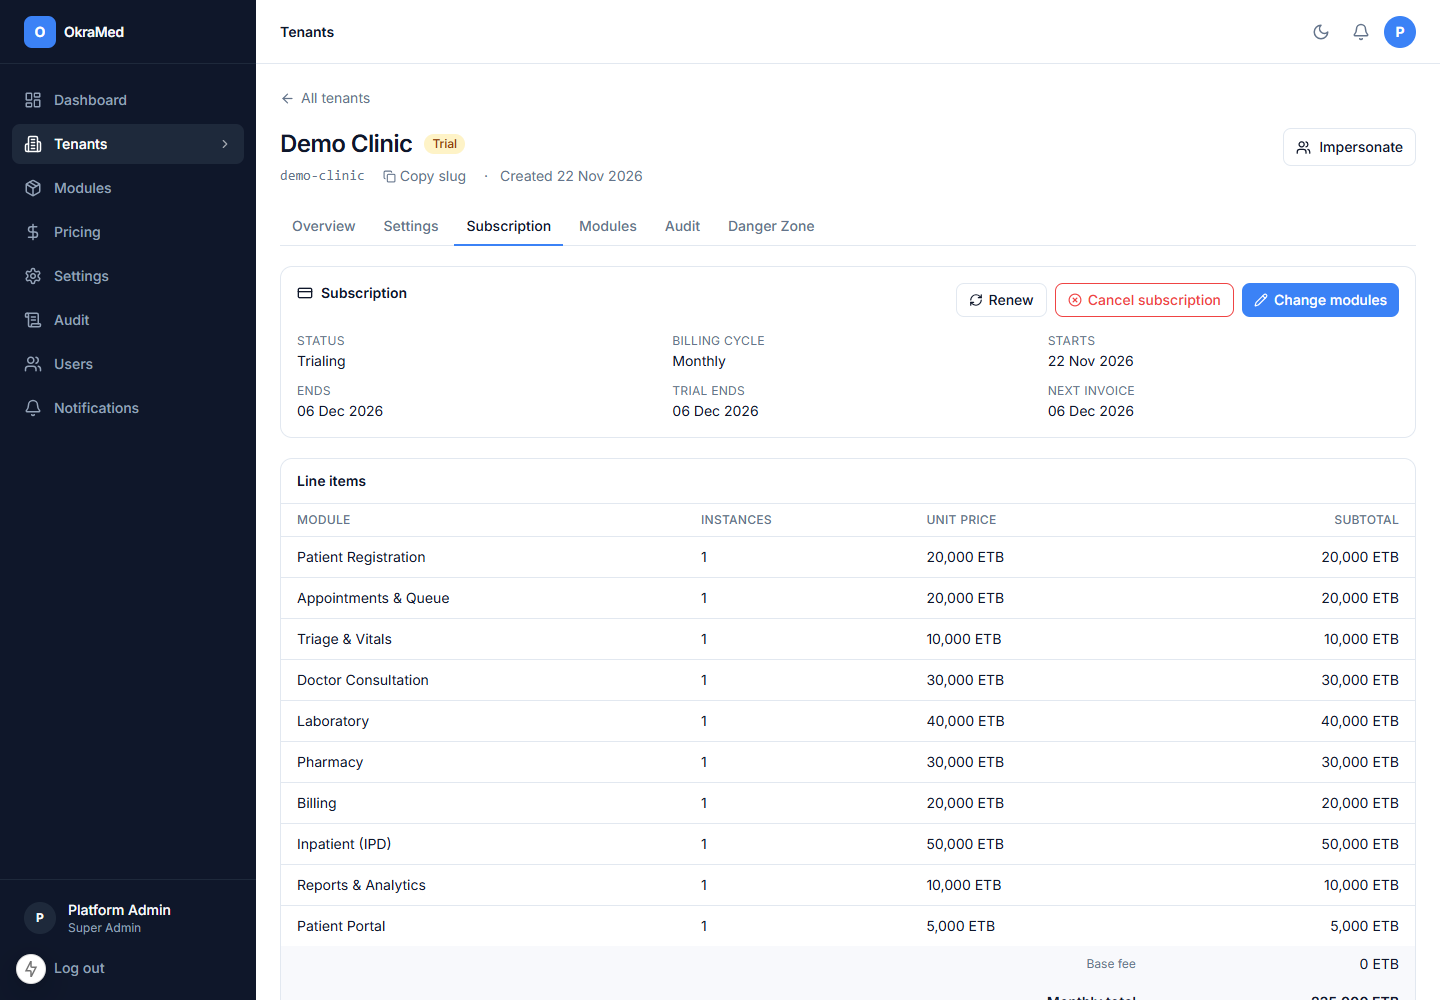 O
OkraMed
Dashboard
Tenants
Modules
Pricing
Settings
Audit
Users
Notifications
P
Platform Admin
Super Admin
Log out
Tenants
P
All tenants
Demo Clinic
Trial
Impersonate
demo-clinic
Copy slug
· Created 22 Nov 2026
Overview Settings Subscription Modules Audit Danger Zone
Subscription
Renew
Cancel subscription
Change modules
STATUS BILLING CYCLE STARTS
Trialing Monthly 22 Nov 2026
ENDS TRIAL ENDS NEXT INVOICE
06 Dec 2026 06 Dec 2026 06 Dec 2026
Line items
MODULE INSTANCES UNIT PRICE SUBTOTAL
Patient Registration 1 20,000 ETB 20,000 ETB
Appointments & Queue 1 20,000 ETB 20,000 ETB
Triage & Vitals 1 10,000 ETB 10,000 ETB
Doctor Consultation 1 30,000 ETB 30,000 ETB
Laboratory 1 40,000 ETB 40,000 ETB
Pharmacy 1 30,000 ETB 30,000 ETB
Billing 1 20,000 ETB 20,000 ETB
Inpatient (IPD) 1 50,000 ETB 50,000 ETB
Reports & Analytics 1 10,000 ETB 10,000 ETB
Patient Portal 1 5,000 ETB 5,000 ETB
Base fee 0 ETB
Monthly total 235,000 ETB